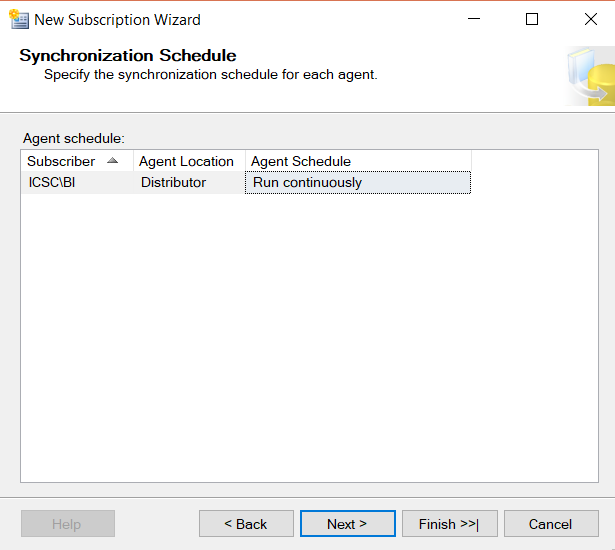 New Subscription Wizard
Synchronization Schedule
Specify the synchronization schedule for each agent.
Agent schedule:
Subscriber Agent Location Agent Schedule
ICSC\BI Distributor Run continuously
Help < Back Next > Finish >>| Cancel